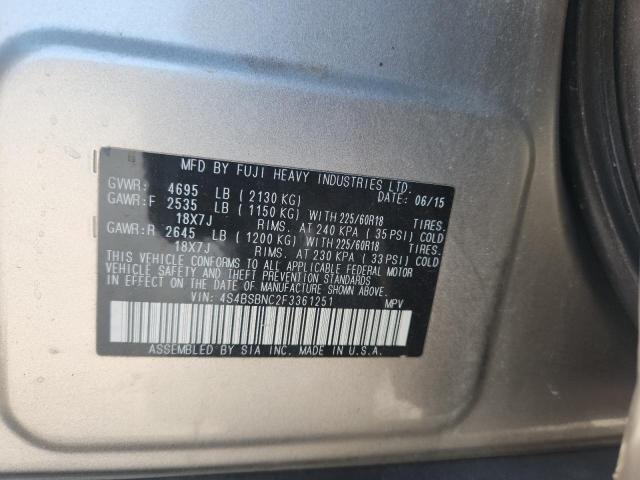 MFD BY FUJI HEAVY INDUSTRIES LTD.
GVWR: 4695 LB ( 2130 KG) DATE: 06/15
GAWR:F 2535 LB ( 1150 KG) WITH 225/60R18 TIRES.
18X7J RIMS. AT 240 KPA ( 35 PSI) COLD
GAWR:R 2645 LB ( 1200 KG) WITH 225/60R18 TIRES.
18X7J RIMS. AT 230 KPA ( 33 PSI) COLD
THIS VEHICLE CONFORMS TO ALL APPLICABLE FEDERAL MOTOR
VEHICLE SAFETY AND THEFT PREVENTION STANDARDS
IN EFFECT ON THE DATE OF MANUFACTURE SHOWN ABOVE.
VIN: 4S4BSBNC2F3361251 MPV
ASSEMBLED BY SIA INC. MADE IN U.S.A.